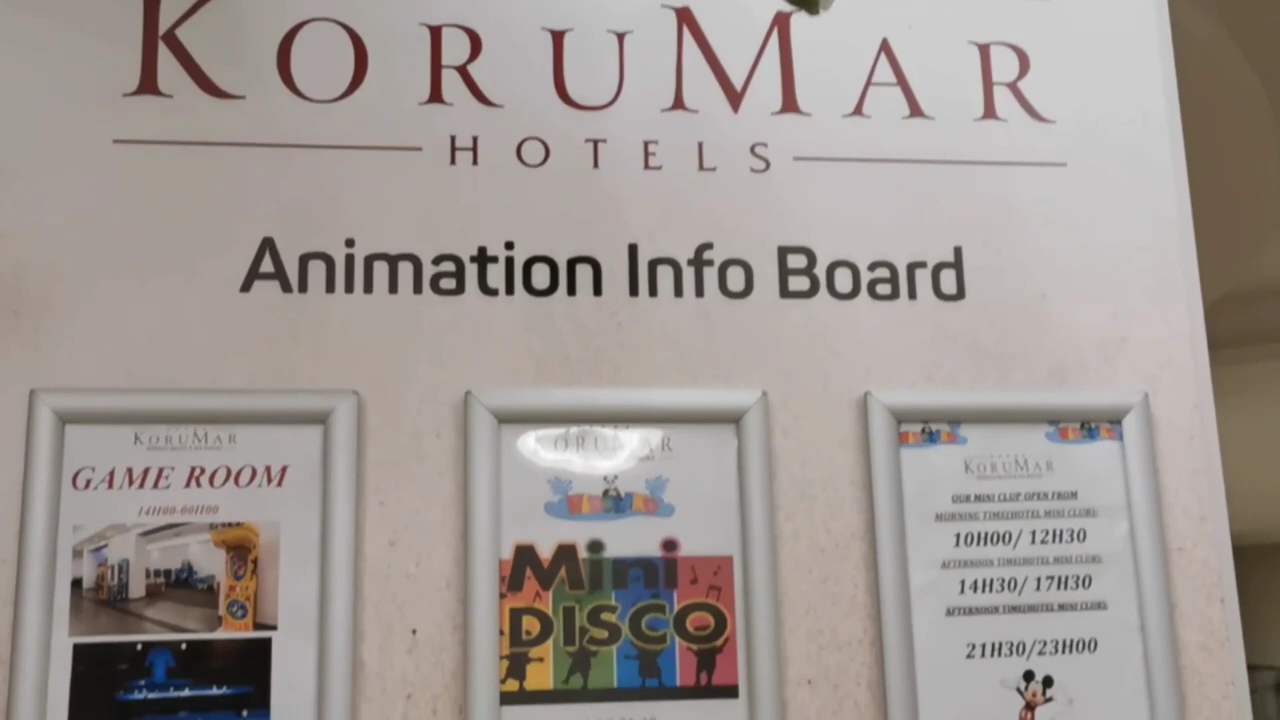 KORUMAR
HOTELS
Animation Info Board
KORUMAR
GAME ROOM
14H00-00H00
KORUMAR
Mini
DISCO
KORUMAR
OUR MINI CLUP OPEN FROM
MORNING TIME(HOTEL MINI CLUB):
10H00/ 12H30
AFTERNOON TIME(HOTEL MINI CLUB):
14H30/ 17H30
AFTERNOON TIME(HOTEL MINI CLUB):
21H30/23H00